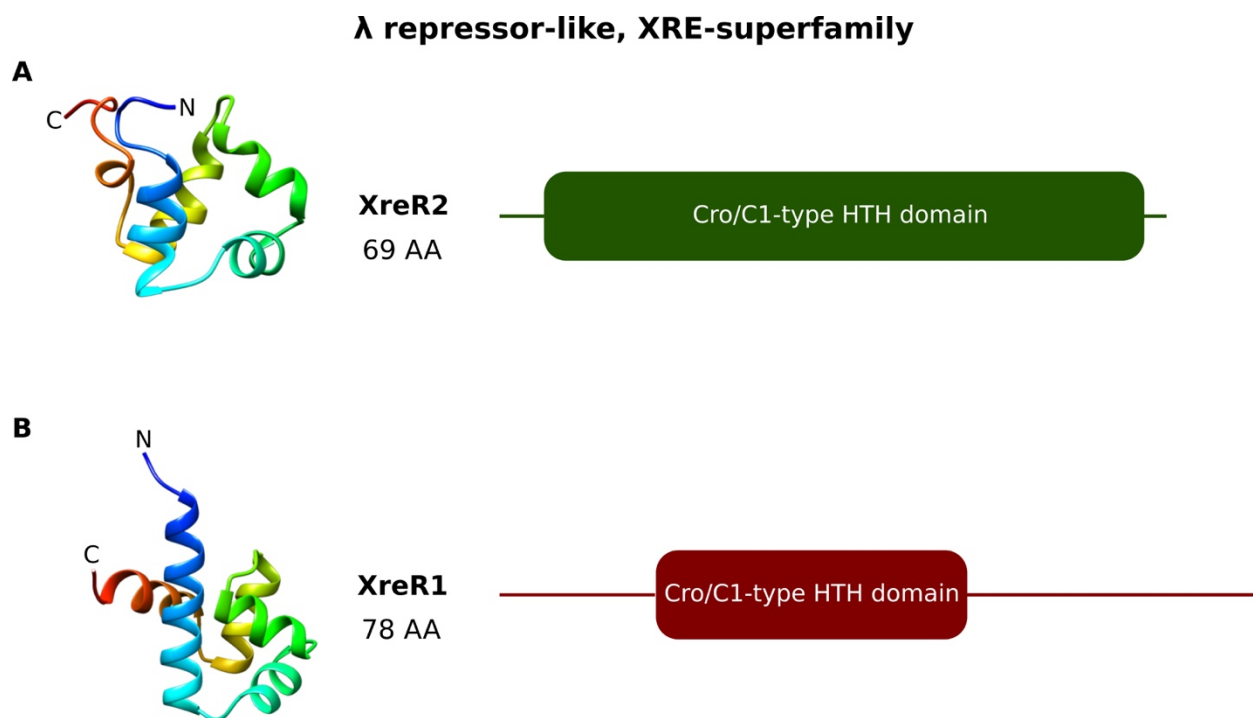 λ repressor-like, XRE-superfamily
A
C
N
XreR2
69 AA
Cro/C1-type HTH domain
B
N
C
XreR1
78 AA
Cro/C1-type HTH domain